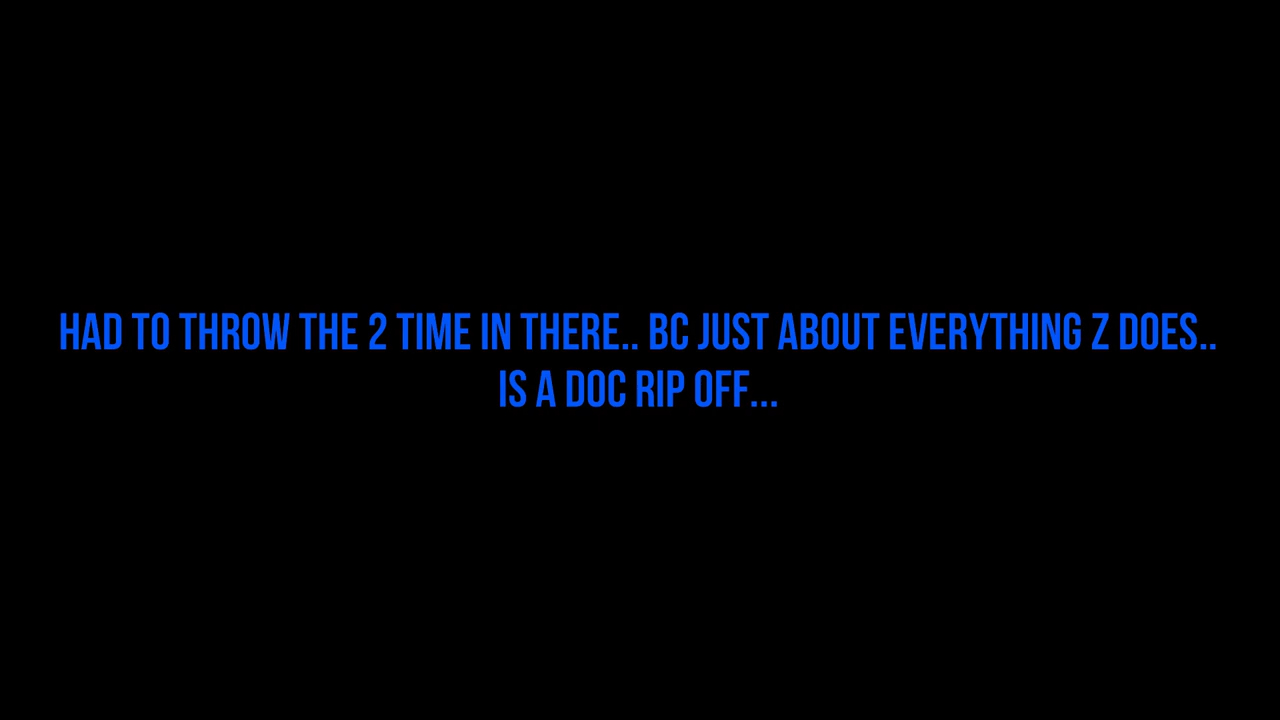 HAD TO THROW THE 2 TIME IN THERE.. BC JUST ABOUT EVERYTHING Z DOES..
IS A DOC RIP OFF...